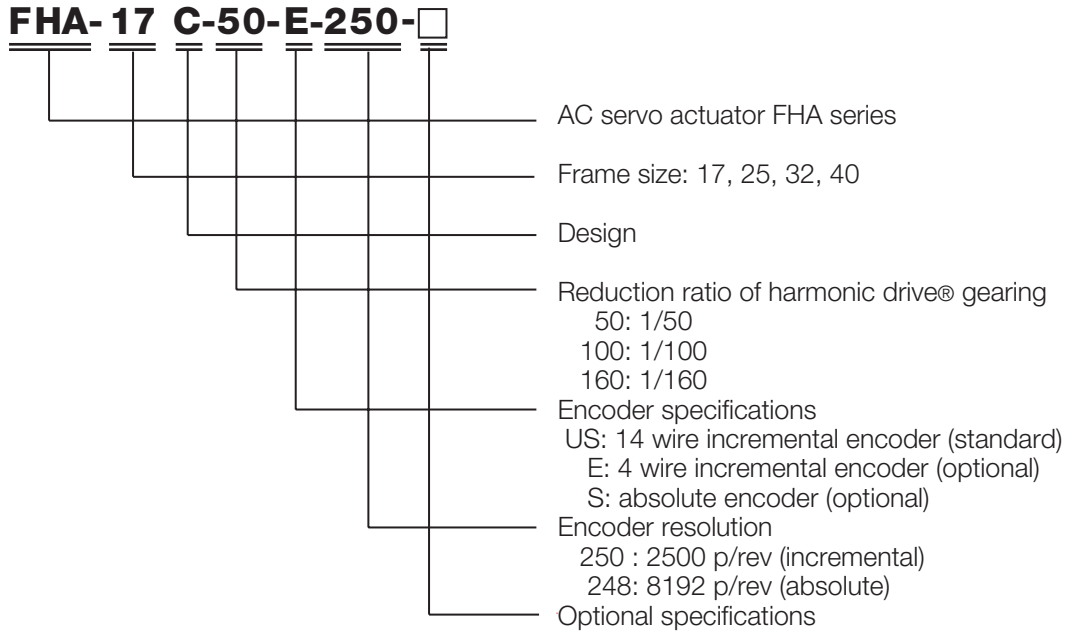 FHA-17 C-50-E-250-□
AC servo actuator FHA series
Frame size: 17, 25, 32, 40
Design
Reduction ratio of harmonic drive® gearing
50: 1/50
100: 1/100
160: 1/160
Encoder specifications
US: 14 wire incremental encoder (standard)
E: 4 wire incremental encoder (optional)
S: absolute encoder (optional)
Encoder resolution
250 : 2500 p/rev (incremental)
248: 8192 p/rev (absolute)
Optional specifications